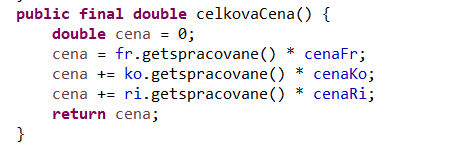 public final double celkovaCena() {
double cena = 0;
cena = fr.getspracovane() * cenaFr;
cena += ko.getspracovane() * cenaKo;
cena += ri.getspracovane() * cenaRi;
return cena;
}